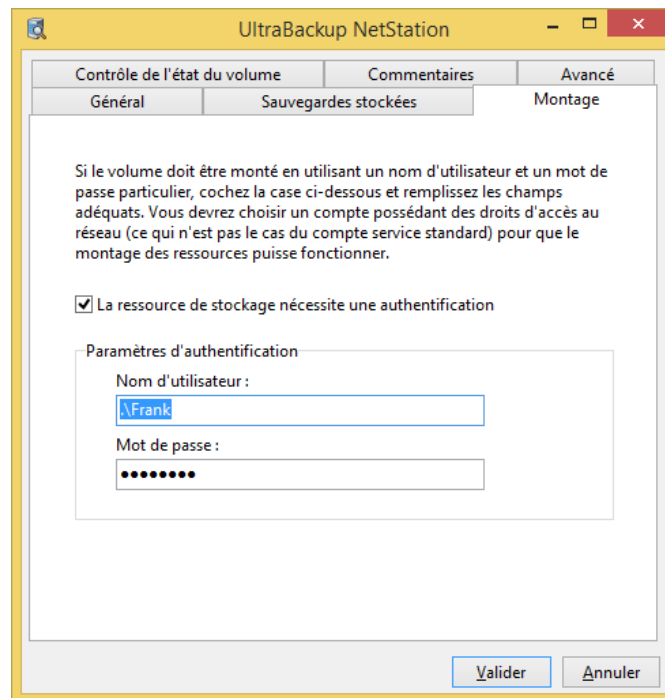 UltraBackup NetStation
Contrôle de l'état du volume Commentaires Avancé
Général Sauvegardes stockées Montage
Si le volume doit être monté en utilisant un nom d'utilisateur et un mot de
passe particulier, cochez la case ci-dessous et remplissez les champs
adéquats. Vous devrez choisir un compte possédant des droits d'accès au
réseau (ce qui n'est pas le cas du compte service standard) pour que le
montage des ressources puisse fonctionner.
La ressource de stockage nécessite une authentification
Paramètres d'authentification
Nom d'utilisateur :
.\Frank
Mot de passe :
●●●●●●●●
Valider Annuler